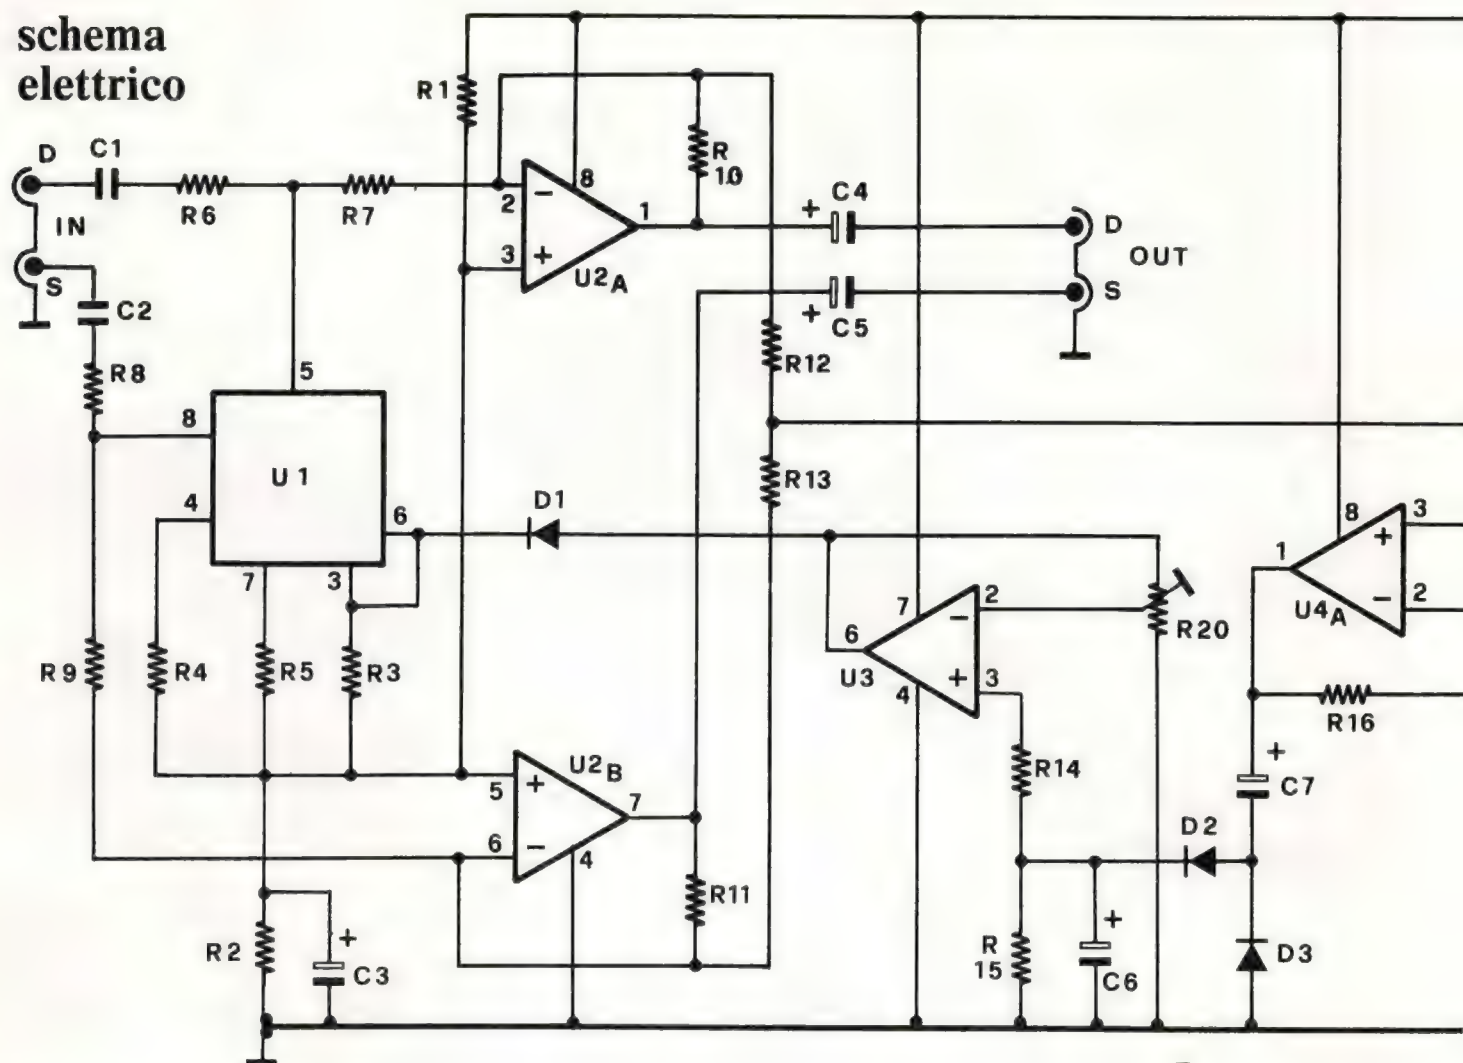 schema
elettrico
R1
D
C1
R6
R7
IN
S
C2
R8
2
−
8
3
+
1
U2A
R
10
C4
+
D
OUT
S
+
C5
R12
R13
5
8
U1
4
6
7
3
D1
R9
R4
R5
R3
7
2
−
6
U3
4
+
3
R20
1
8
3
+
−
2
U4A
R16
R14
+
C7
D2
5
+
U2B
7
6
−
4
R11
R2
+
C3
R
15
+
C6
D3